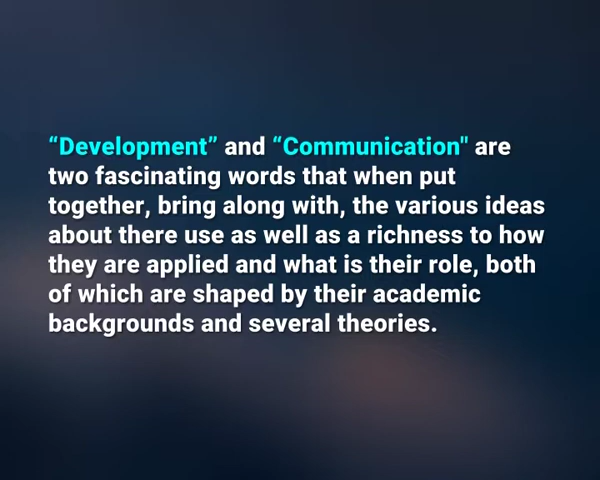 “Development” and “Communication" are
two fascinating words that when put
together, bring along with, the various ideas
about there use as well as a richness to how
they are applied and what is their role, both
of which are shaped by their academic
backgrounds and several theories.